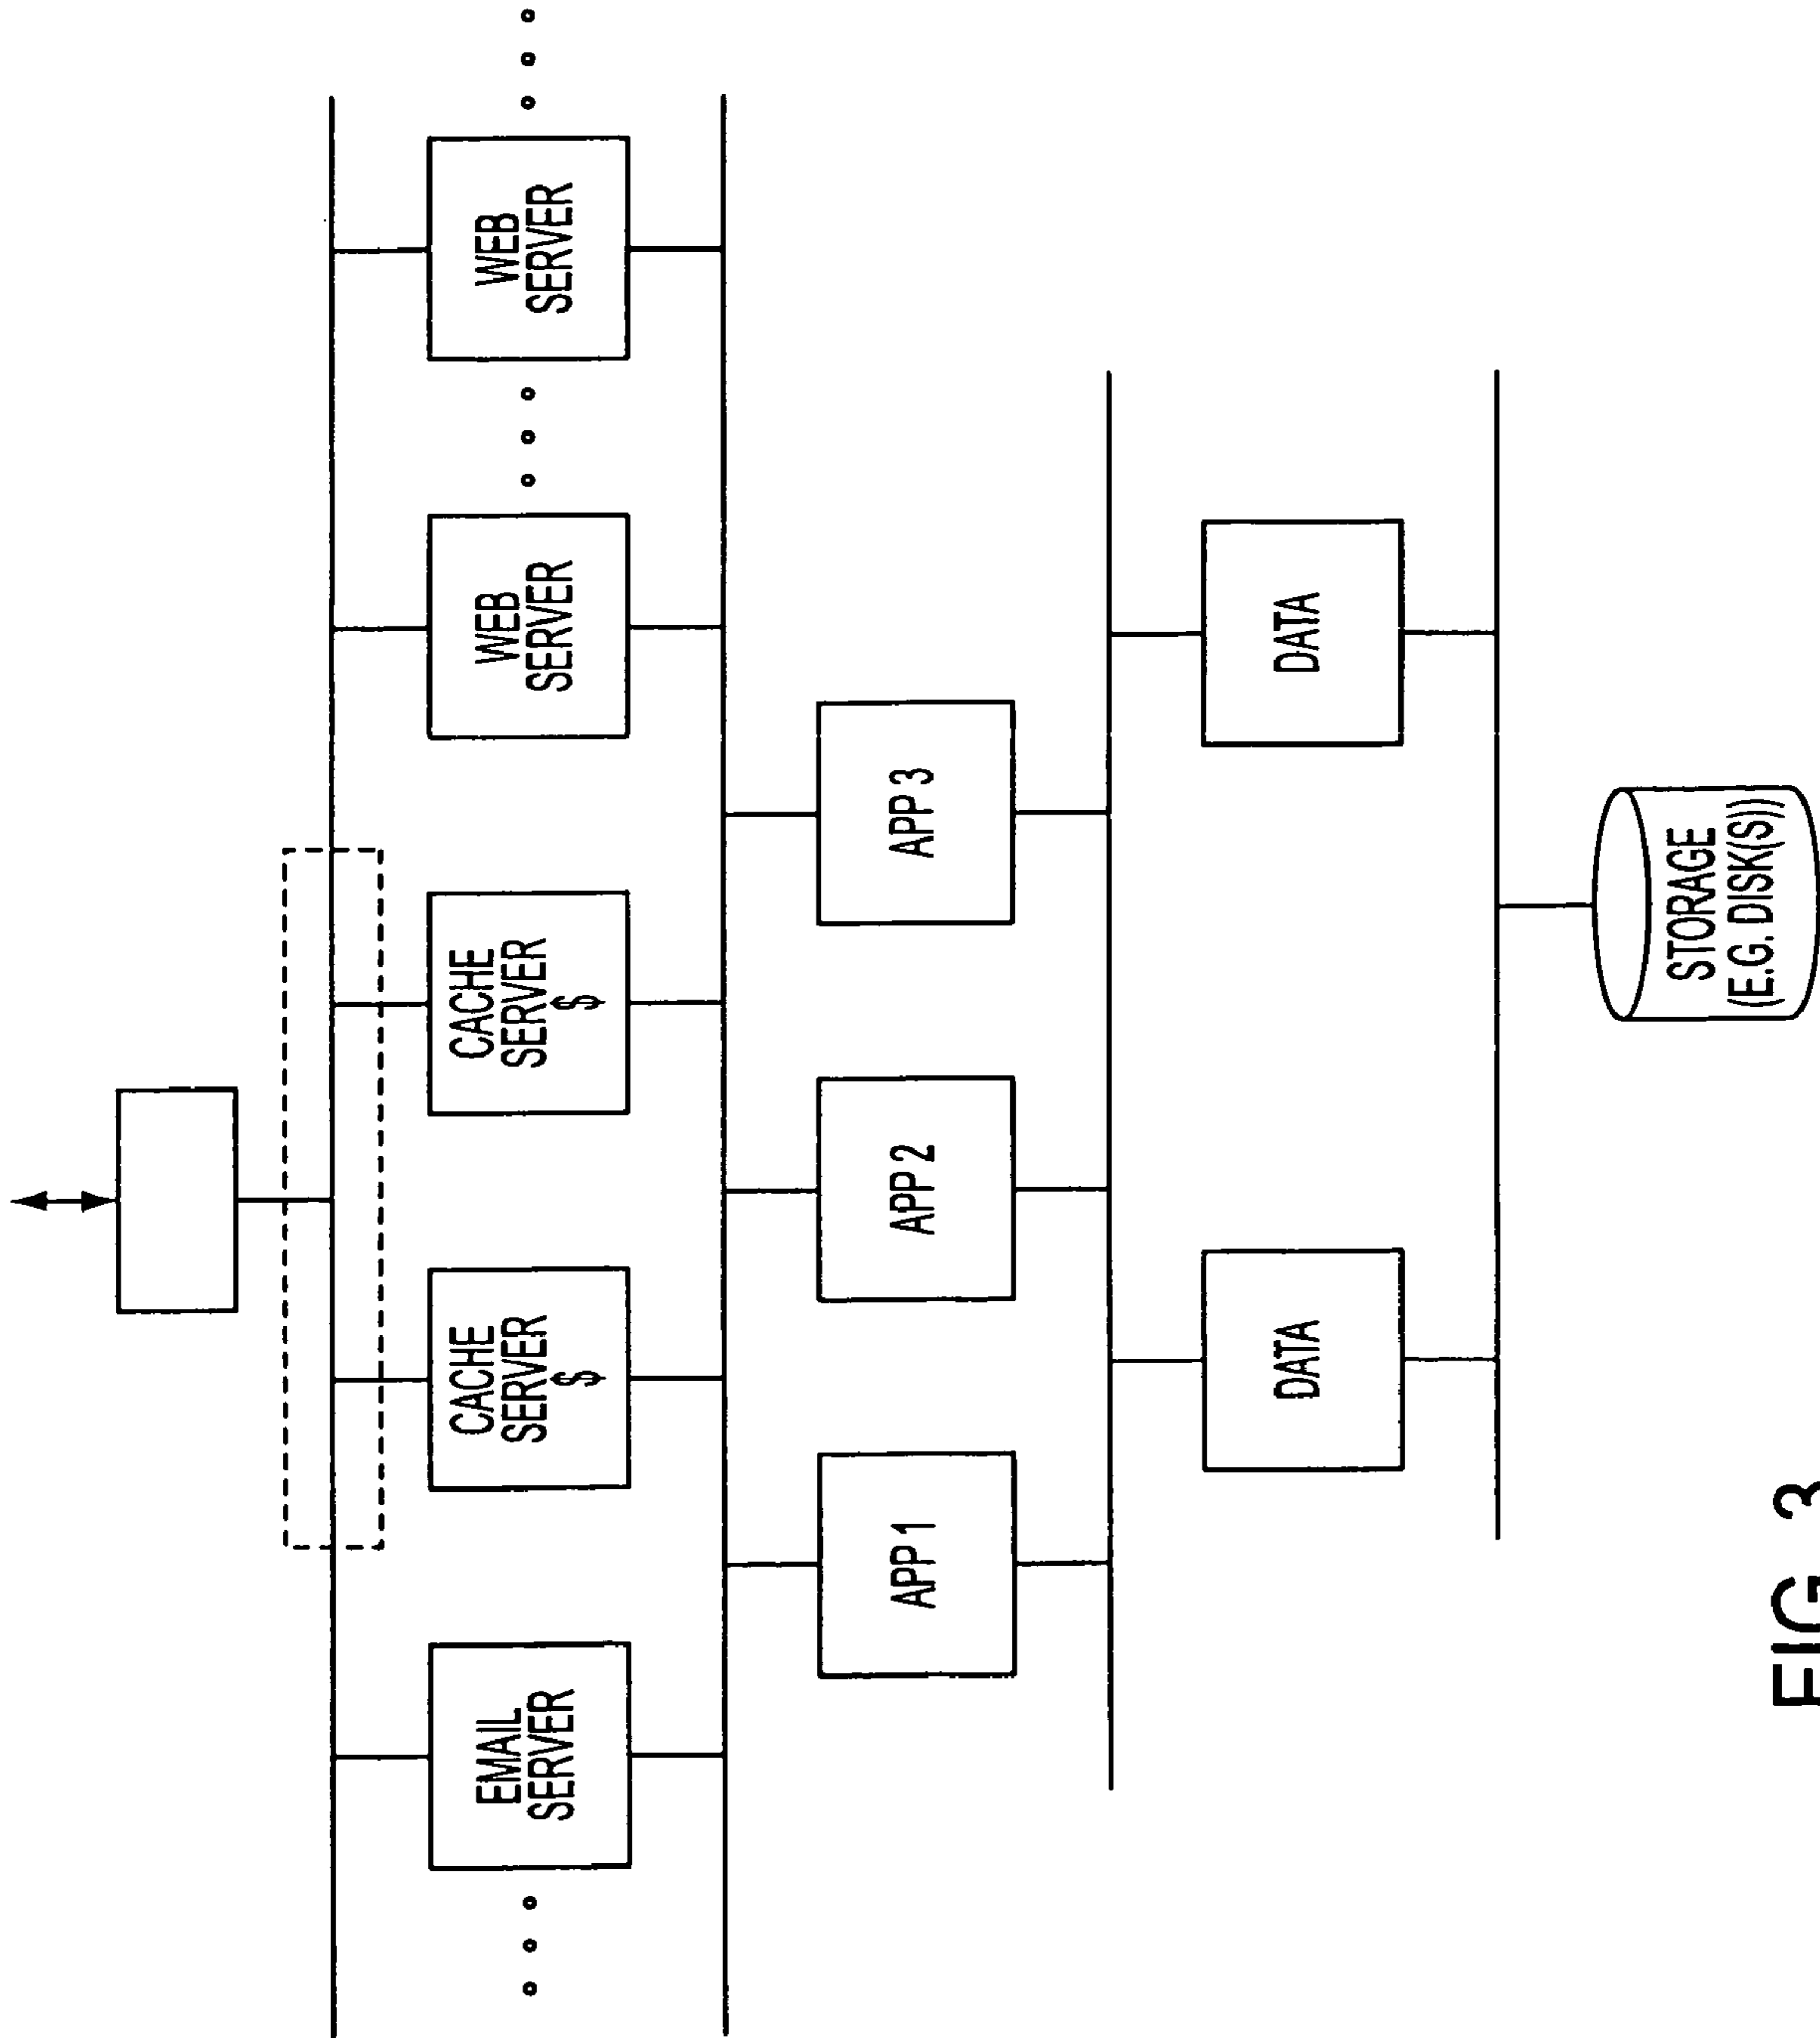 EMAIL
SERVER
CACHE
SERVER
$
CACHE
SERVER
$
WEB
SERVER
WEB
SERVER
APP 1
APP 2
APP 3
DATA
DATA
STORAGE
(E.G. DISK(S))
FIG. 3